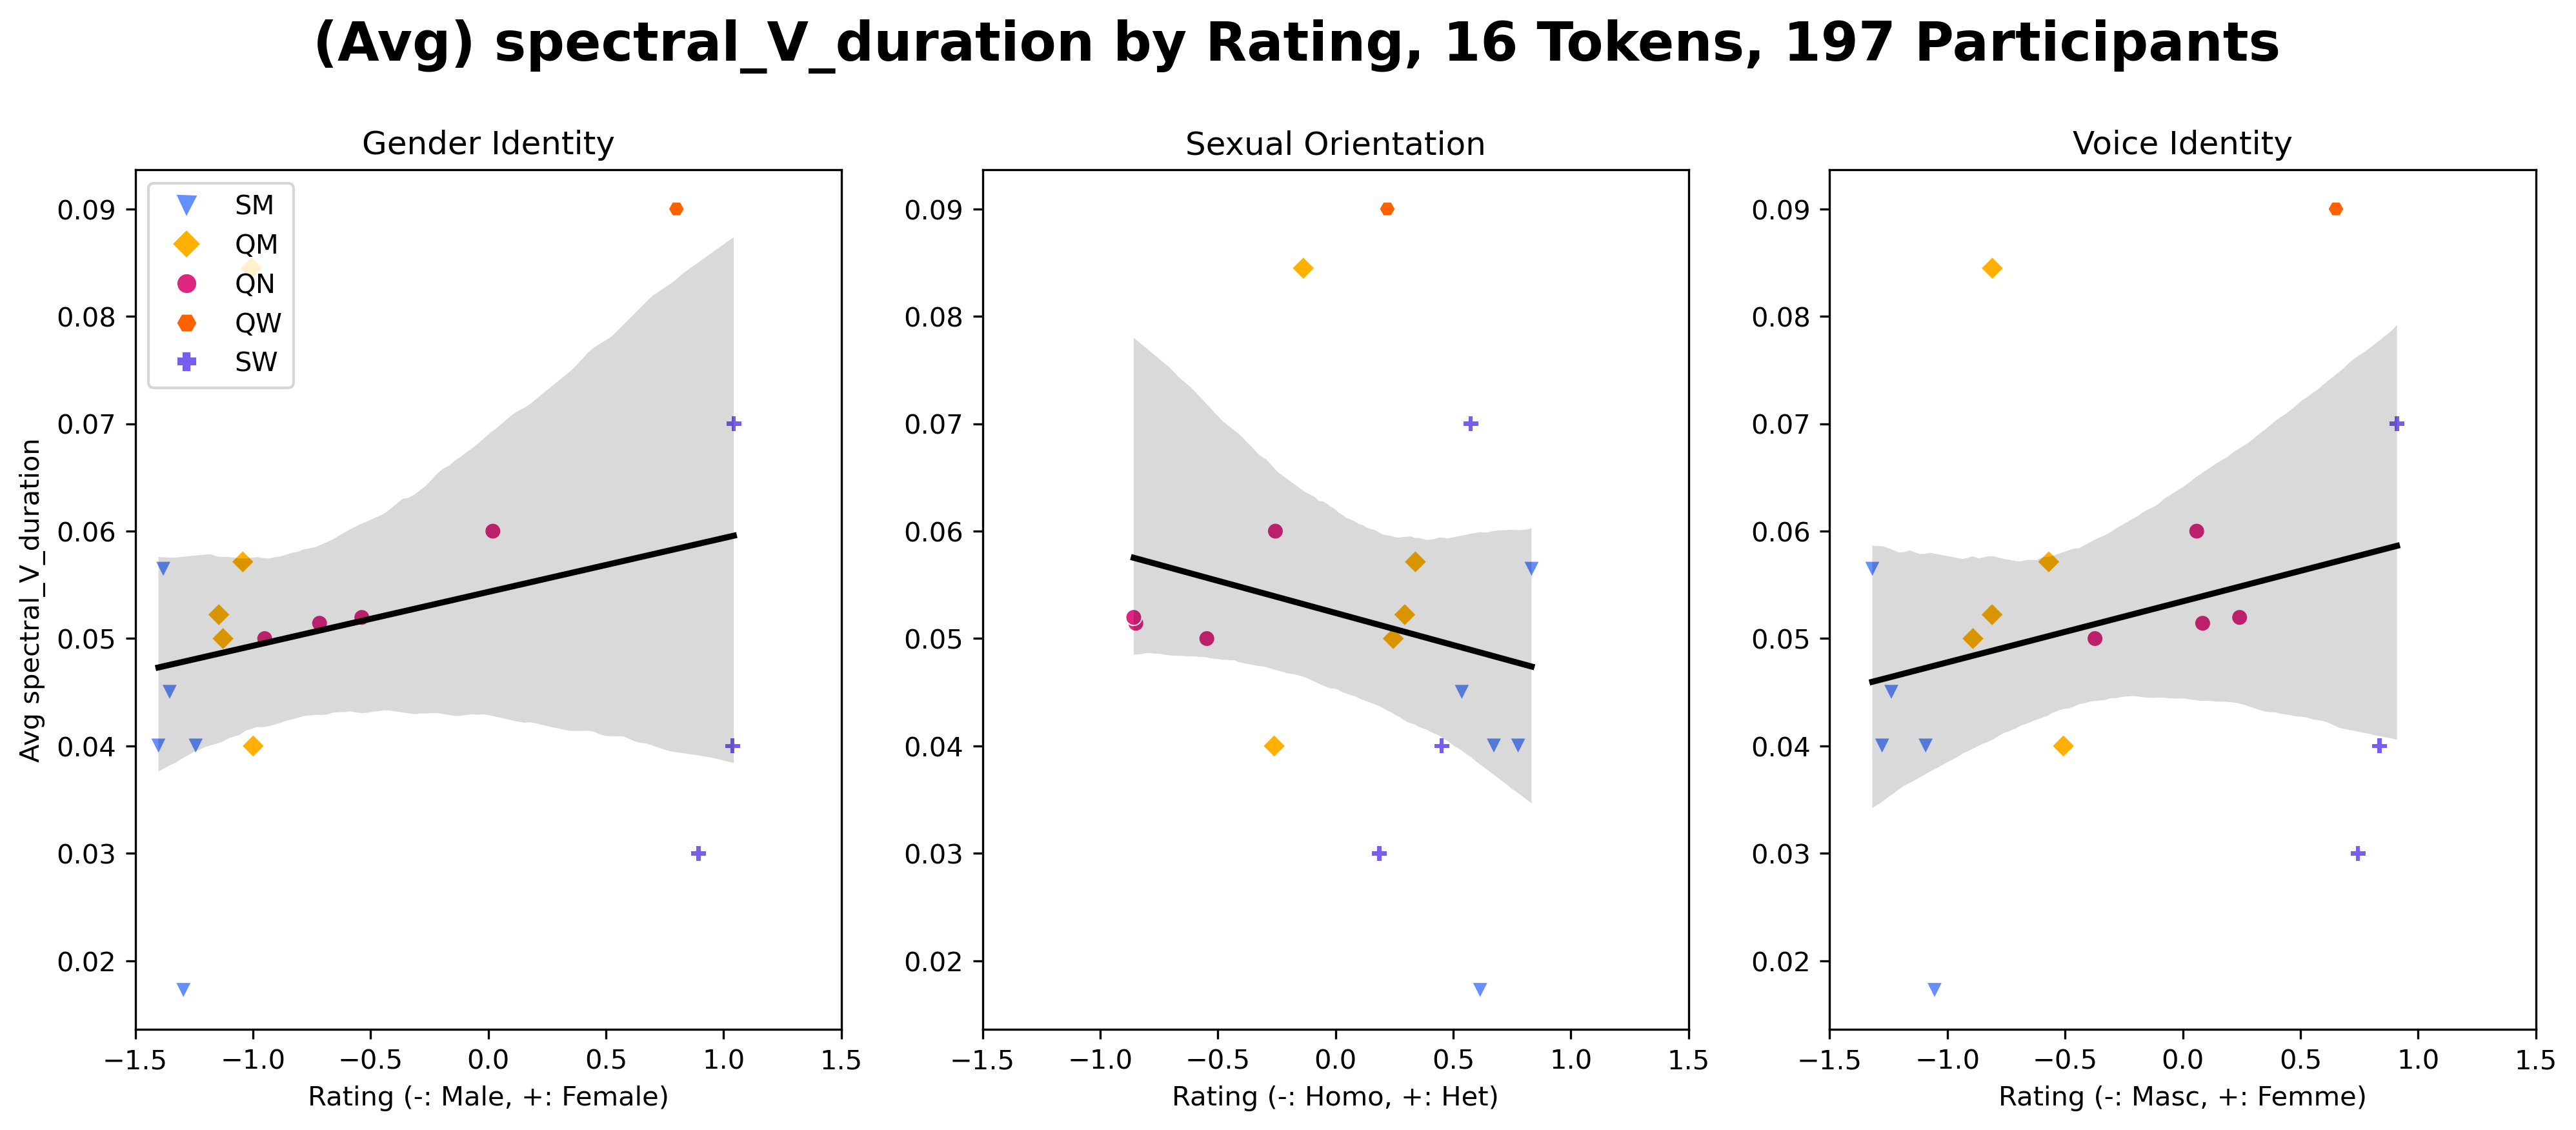 (Avg) spectral_V_duration by Rating, 16 Tokens, 197 Participants
Gender Identity
Sexual Orientation
Voice Identity
SM
QM
QN
QW
SW
Avg spectral_V_duration
0.09
0.08
0.07
0.06
0.05
0.04
0.03
0.02
−1.5 −1.0 −0.5 0.0 0.5 1.0 1.5
Rating (-: Male, +: Female)
0.09
0.08
0.07
0.06
0.05
0.04
0.03
0.02
−1.5 −1.0 −0.5 0.0 0.5 1.0 1.5
Rating (-: Homo, +: Het)
0.09
0.08
0.07
0.06
0.05
0.04
0.03
0.02
−1.5 −1.0 −0.5 0.0 0.5 1.0 1.5
Rating (-: Masc, +: Femme)